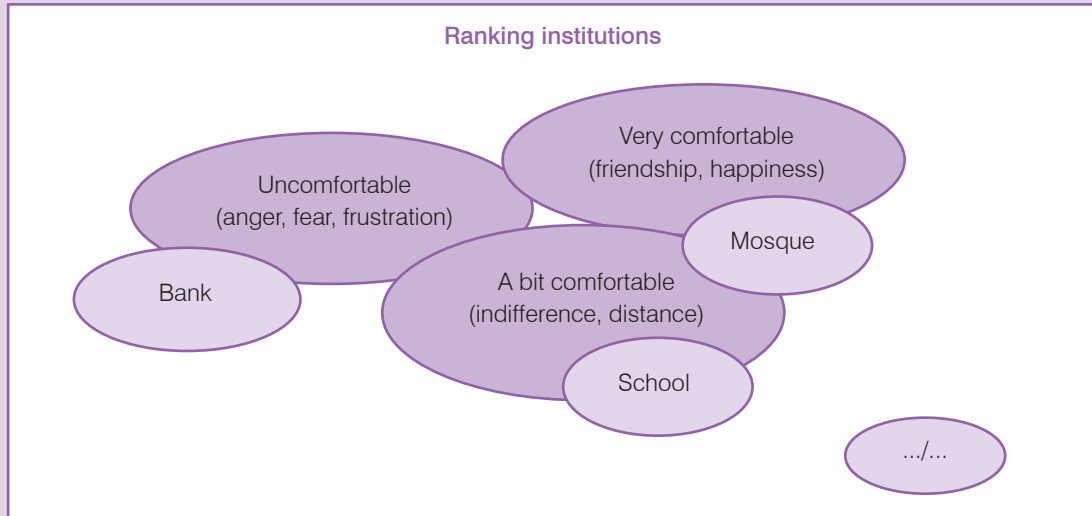 Ranking institutions
Very comfortable
(friendship, happiness)
Uncomfortable
(anger, fear, frustration)
Mosque
A bit comfortable
(indifference, distance)
Bank
School
.../...